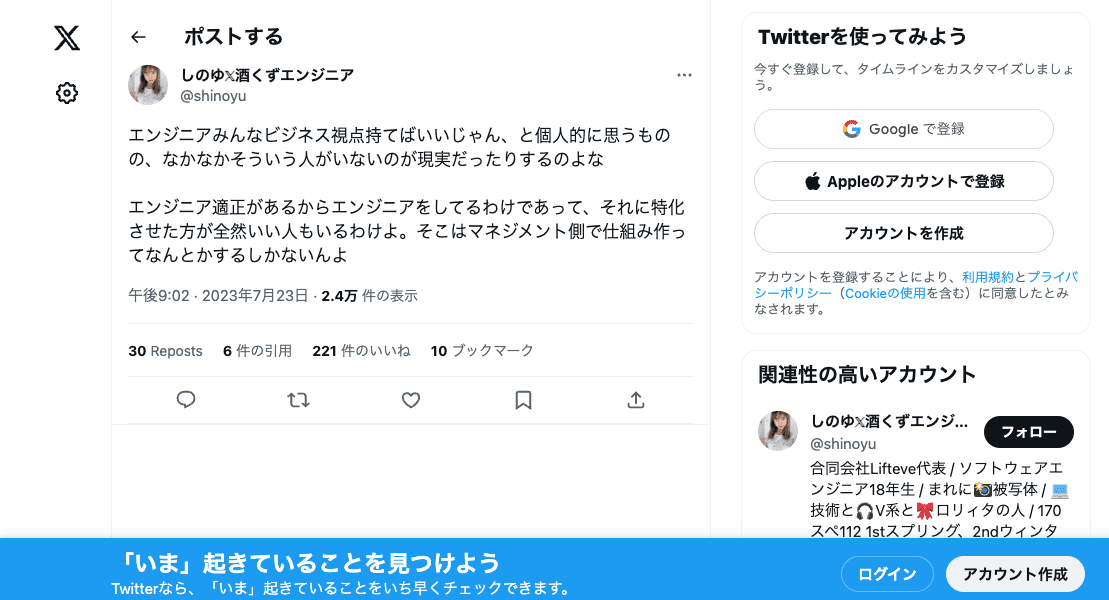 ポストする
しのゆ𝕏酒くずエンジニア
@shinoyu
エンジニアみんなビジネス視点持てばいいじゃん、と個人的に思うもの
の、なかなかそういう人がいないのが現実だったりするのよな
エンジニア適正があるからエンジニアをしてるわけであって、それに特化
させた方が全然いい人もいるわけよ。そこはマネジメント側で仕組み作っ
てなんとかするしかないんよ
午後9:02 · 2023年7月23日 · 2.4万 件の表示
30 Reposts 6 件の引用 221 件のいいね 10 ブックマーク
Twitterを使ってみよう
今すぐ登録して、タイムラインをカスタマイズしましょ
う。
Google で登録
Appleのアカウントで登録
アカウントを作成
アカウントを登録することにより、利用規約とプライバ
シーポリシー（Cookieの使用を含む）に同意したとみ
なされます。
関連性の高いアカウント
しのゆ𝕏酒くずエンジ...
@shinoyu
フォロー
合同会社Lifteve代表 / ソフトウェアエ
ンジニア18年生 / まれに📸被写体 / 💻
技術と🎧V系と🎀ロリィタの人 / 170
スペ112 1stスプリング、2ndウィンタ
「いま」起きていることを見つけよう
Twitterなら、「いま」起きていることをいち早くチェックできます。
ログイン
アカウント作成